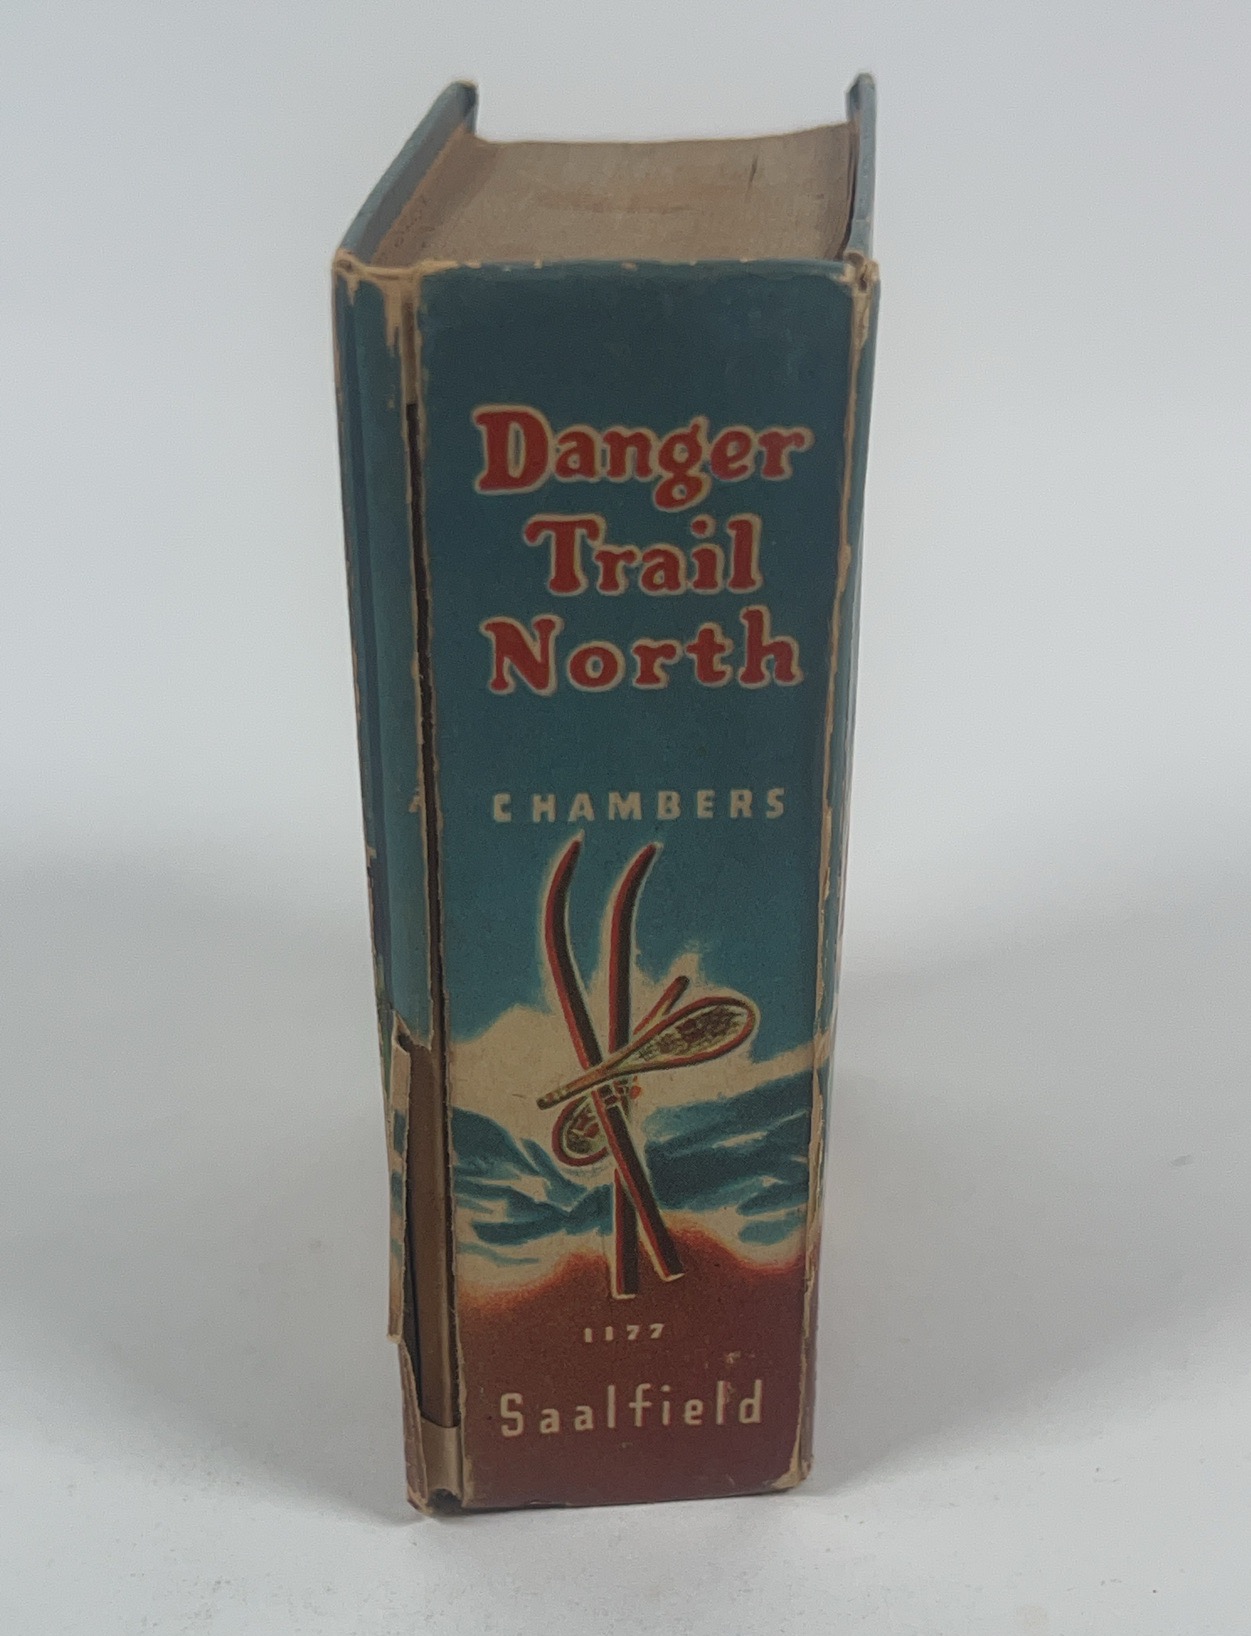 Danger
Trail
North
CHAMBERS
1177
Saalfield